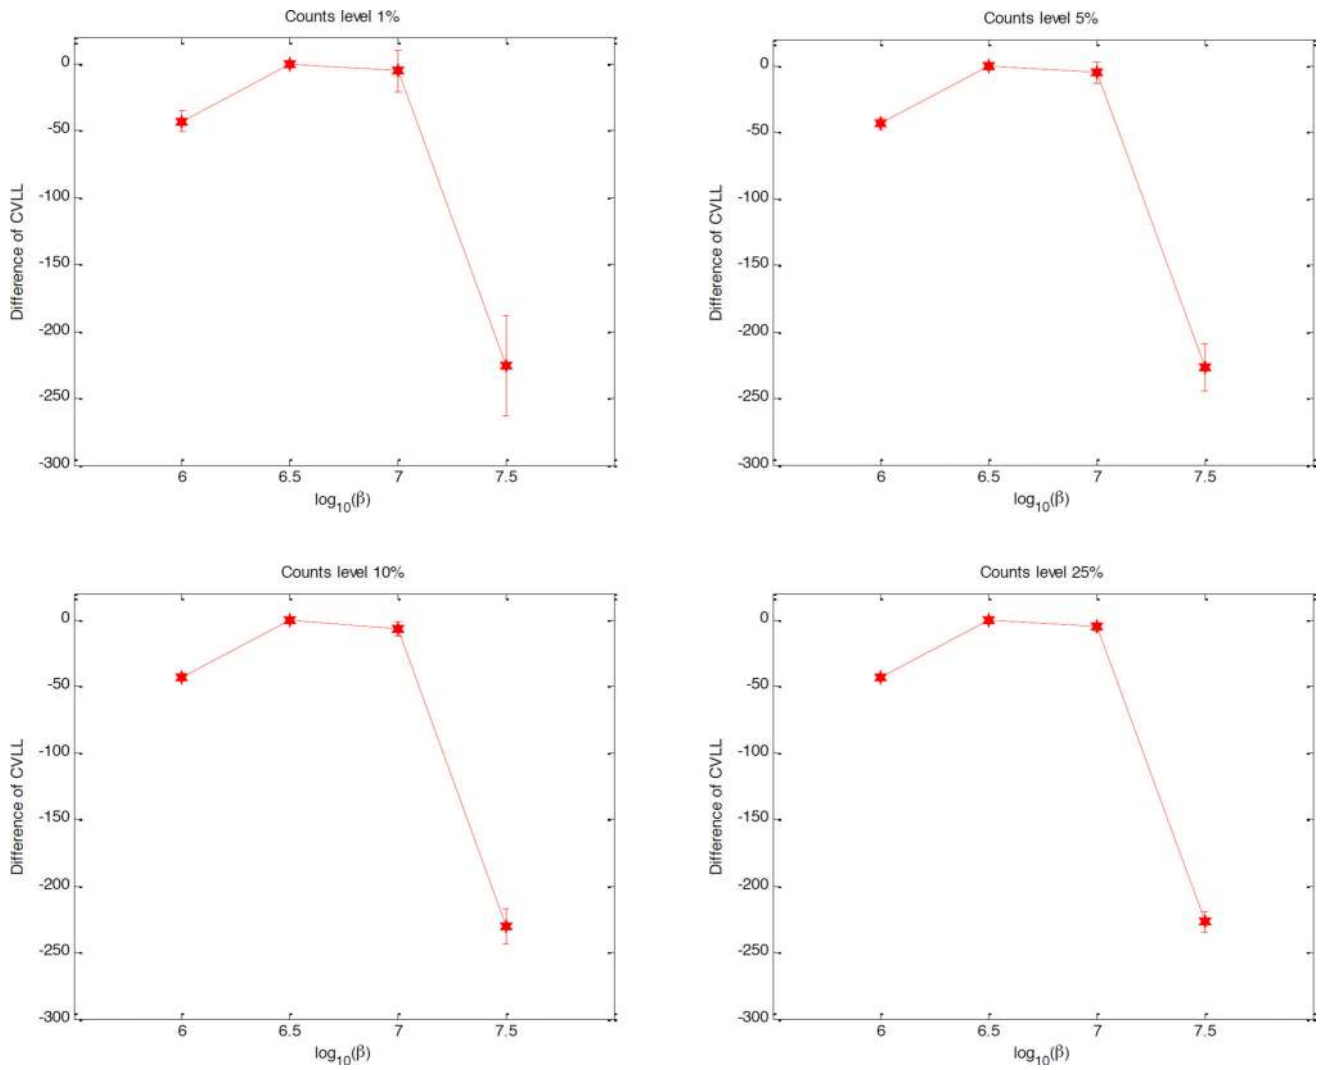 Counts level 1%
0
-50
-100
-150
-200
-250
-300
Difference of CVLL
6 6.5 7 7.5
log10(β)
Counts level 5%
0
-50
-100
-150
-200
-250
-300
Difference of CVLL
6 6.5 7 7.5
log10(β)
Counts level 10%
0
-50
-100
-150
-200
-250
-300
Difference of CVLL
6 6.5 7 7.5
log10(β)
Counts level 25%
0
-50
-100
-150
-200
-250
-300
Difference of CVLL
6 6.5 7 7.5
log10(β)